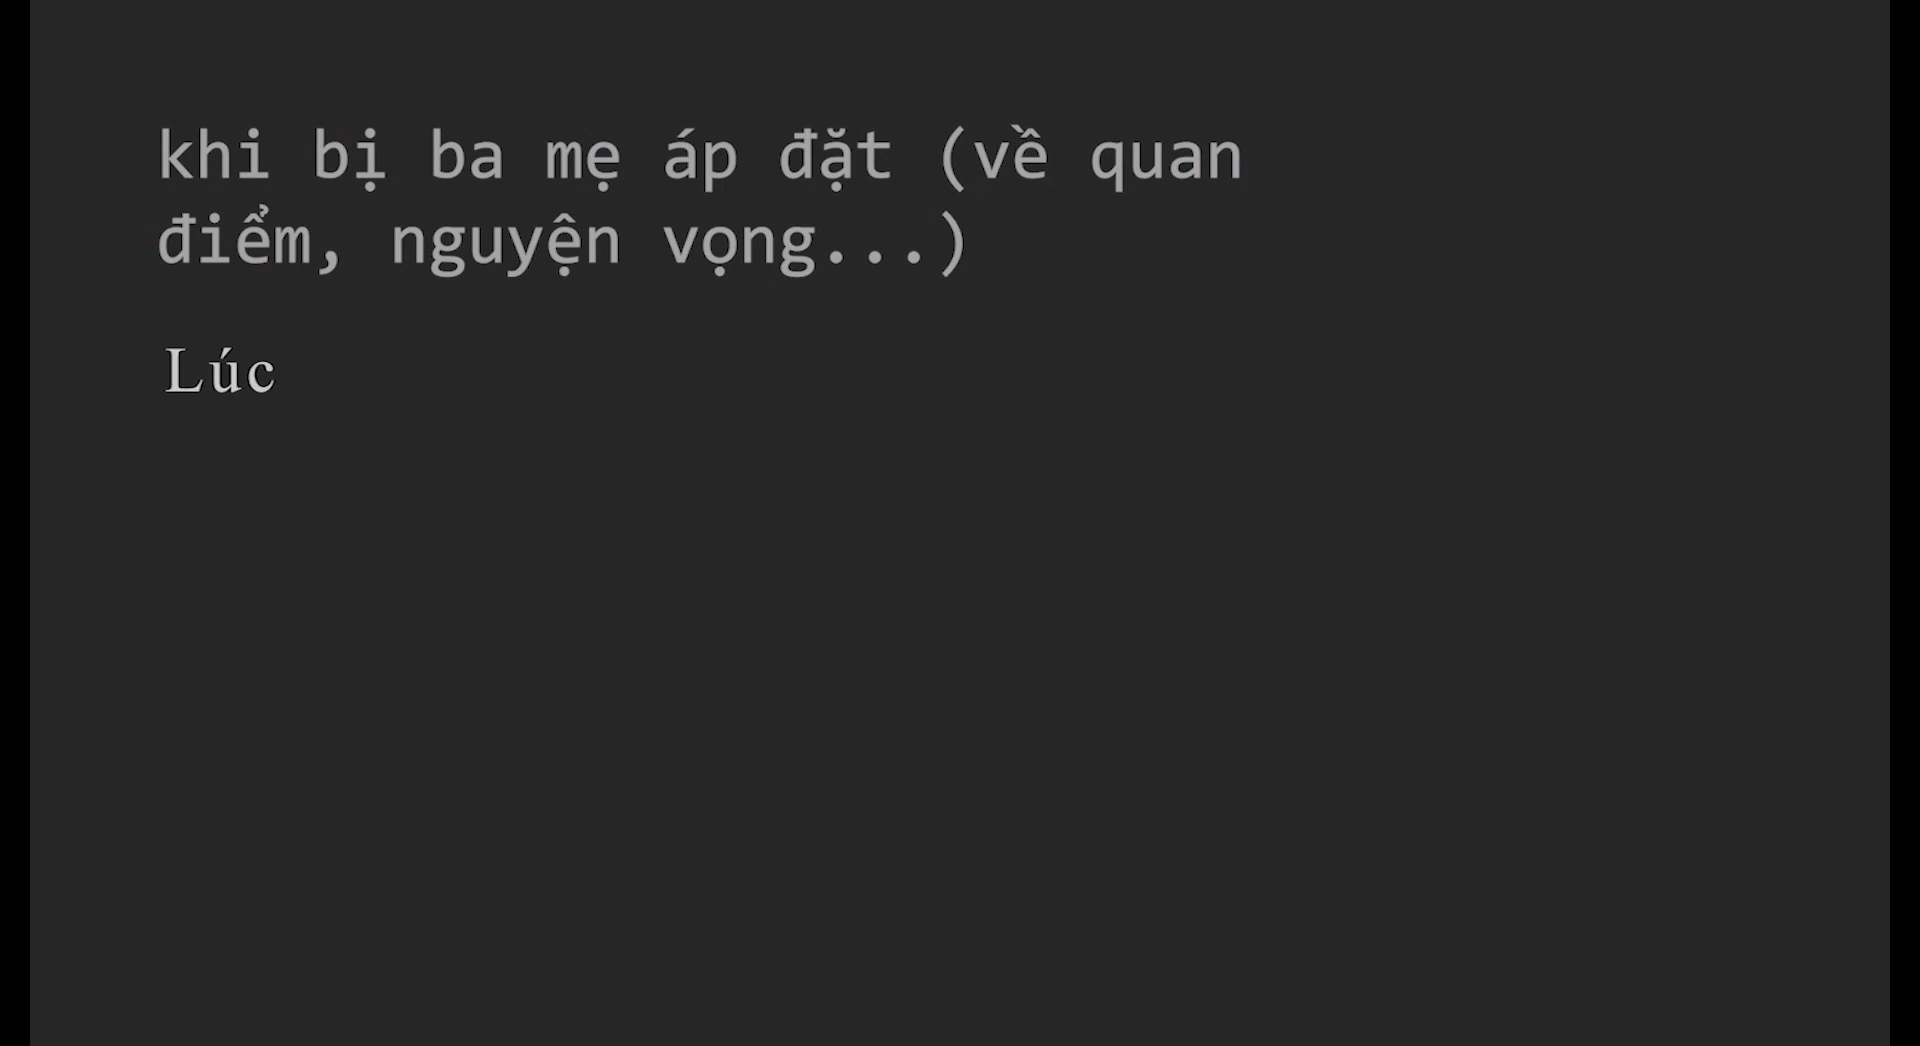 khi bị ba mẹ áp đặt (về quan
điểm, nguyện vọng...)
Lúc